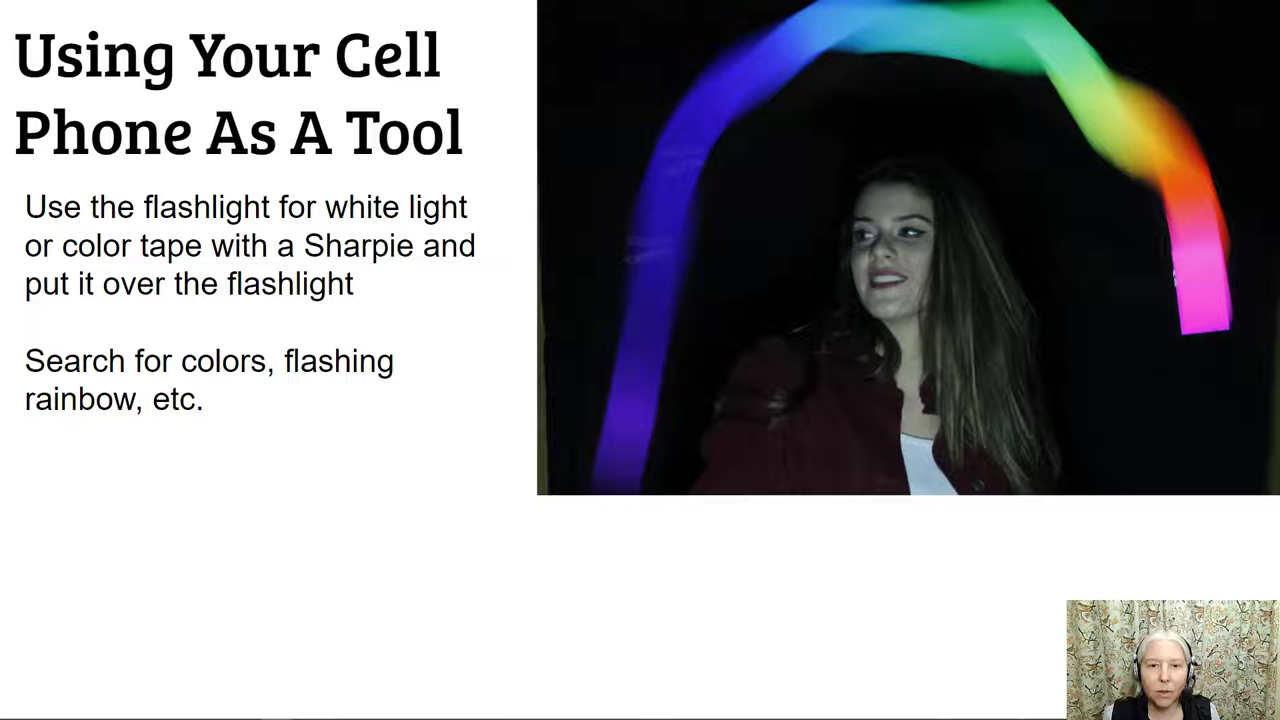 Using Your Cell
Phone As A Tool
Use the flashlight for white light
or color tape with a Sharpie and
put it over the flashlight
Search for colors, flashing
rainbow, etc.